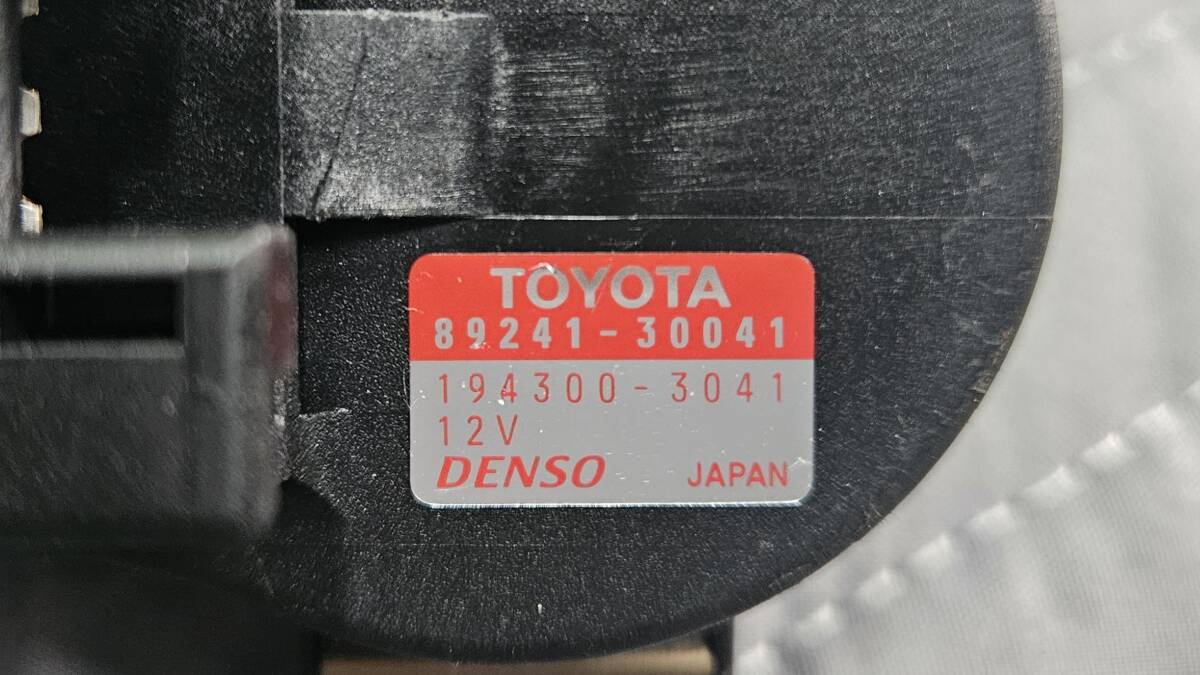 TOYOTA
89241-30041
194300-3041
12V
DENSO JAPAN